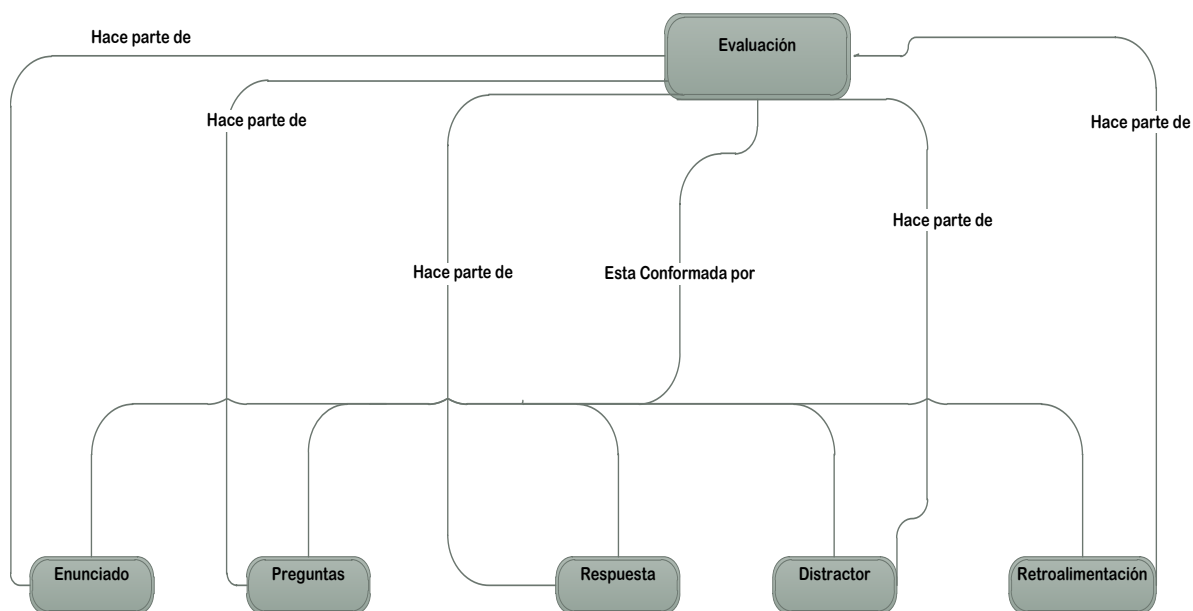 Hace parte de
Evaluación
Hace parte de
Hace parte de
Hace parte de
Hace parte de
Esta Conformada por
Enunciado
Preguntas
Respuesta
Distractor
Retroalimentación